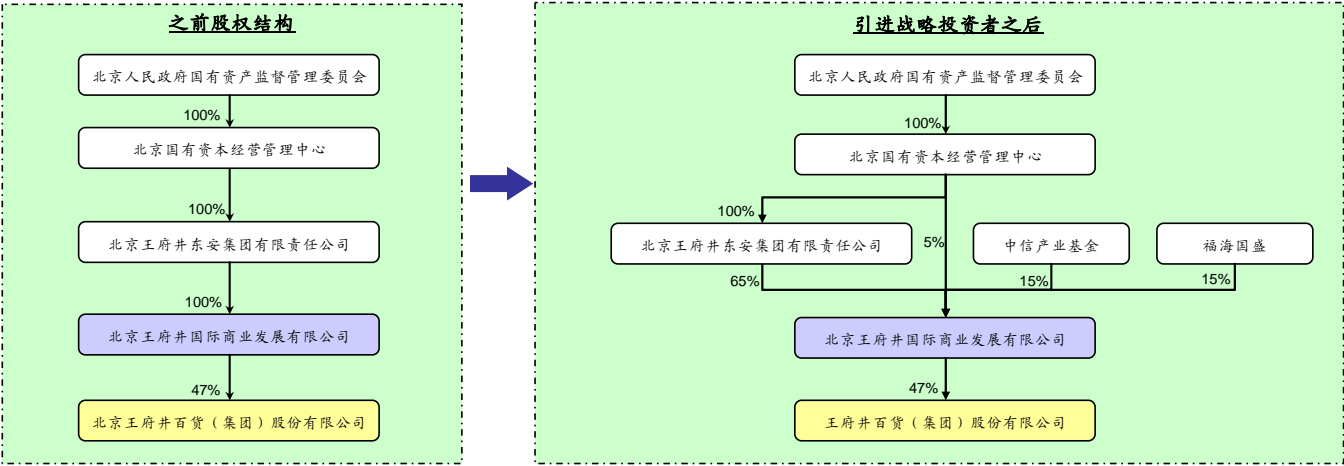 之前股权结构
北京人民政府国有资产监督管理委员会
100%
北京国有资本经营管理中心
100%
北京王府井东安集团有限责任公司
100%
北京王府井国际商业发展有限公司
47%
北京王府井百货（集团）股份有限公司
引进战略投资者之后
北京人民政府国有资产监督管理委员会
100%
北京国有资本经营管理中心
100%
北京王府井东安集团有限责任公司
5%
中信产业基金
福海国盛
65%
15%
15%
北京王府井国际商业发展有限公司
47%
王府井百货（集团）股份有限公司